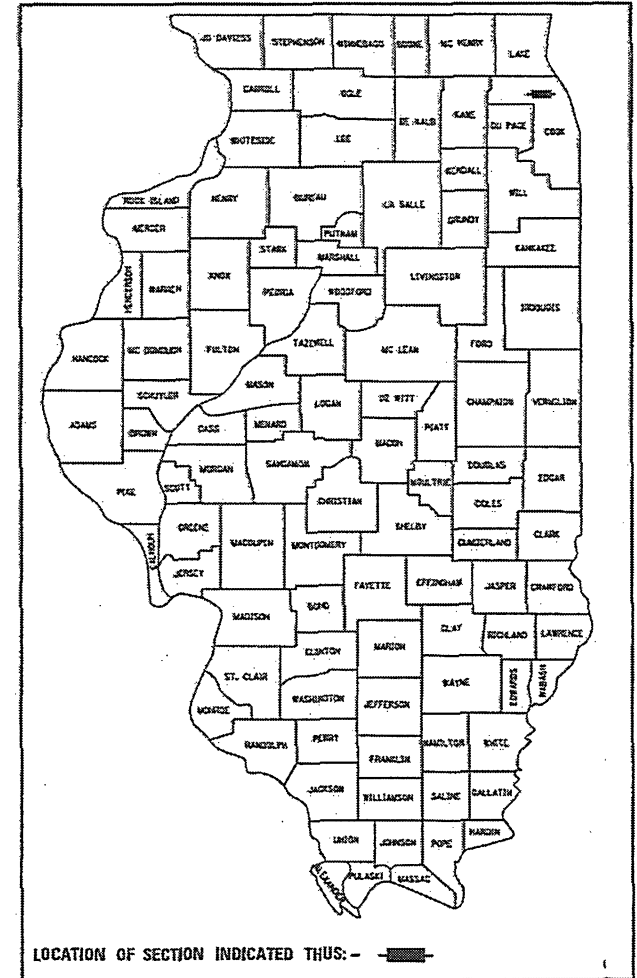 JO DAVIESS STEPHENSON WINNEBAGO BOONE MC HENRY LAKE
CARROLL OGLE DE KALB KANE DU PAGE COOK
WHITESIDE LEE
KENDALL WILL
ROCK ISLAND HENRY BUREAU LA SALLE GRUNDY
MERCER PUTNAM
STARK MARSHALL KANKAKEE
HENDERSON WARREN KNOX PEORIA WOODFORD LIVINGSTON IROQUOIS
HANCOCK MC DONOUGH FULTON TAZEWELL MC LEAN FORD
SCHUYLER MASON
ADAMS BROWN CASS MENARD LOGAN DE WITT PIATT CHAMPAIGN VERMILION
MACON
PIKE SCOTT MORGAN SANGAMON CHRISTIAN MOULTRIE DOUGLAS EDGAR
COLES
CALHOUN GREENE MACOUPIN MONTGOMERY SHELBY CUMBERLAND CLARK
JERSEY
FAYETTE EFFINGHAM JASPER CRAWFORD
MADISON BOND
CLAY RICHLAND LAWRENCE
CLINTON MARION
ST. CLAIR WAYNE EDWARDS WABASH
WASHINGTON JEFFERSON
MONROE
RANDOLPH PERRY HAMILTON WHITE
FRANKLIN
JACKSON WILLIAMSON SALINE GALLATIN
UNION JOHNSON POPE HARDIN
ALEXANDER PULASKI MASSAC
LOCATION OF SECTION INDICATED THUS: -